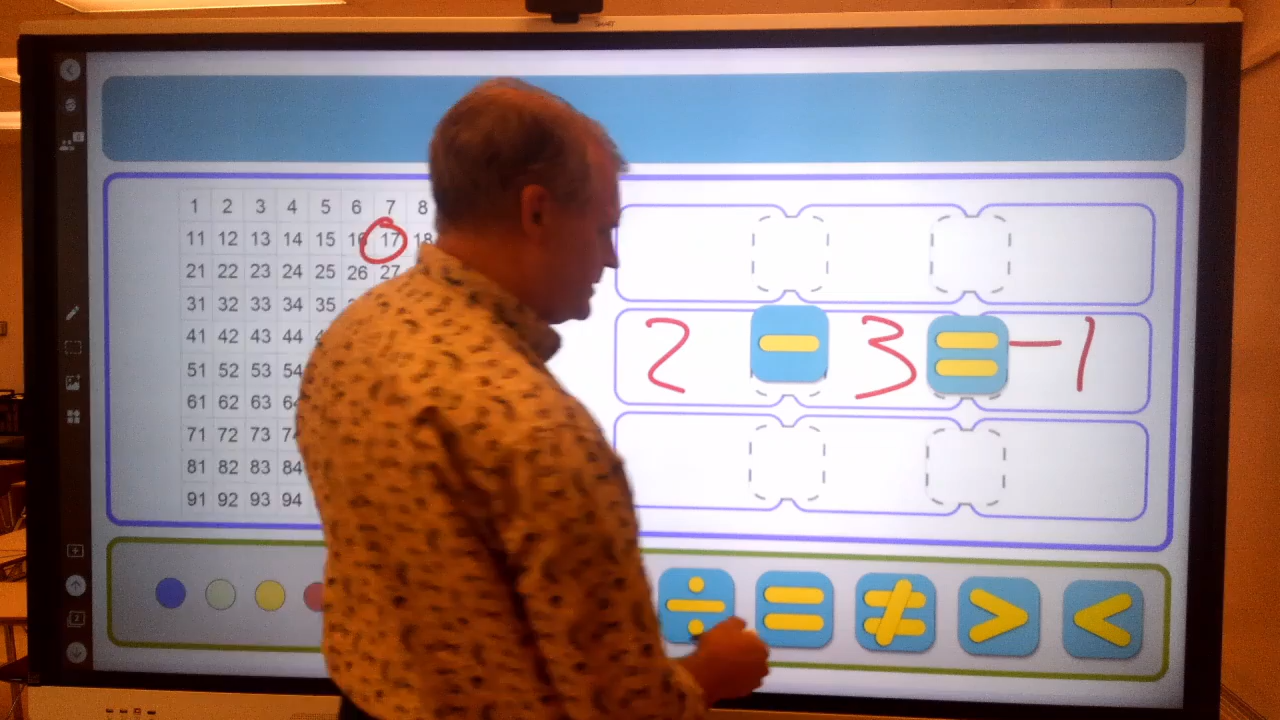 SMART
1 2 3 4 5 6 7 8
11 12 13 14 15 16 17 18
21 22 23 24 25 26 27
31 32 33 34 35
41 42 43 44
51 52 53 54
61 62 63
71 72 73
81 82 83 84
91 92 93 94
2 - 3 = -1
÷ = ≠ > <